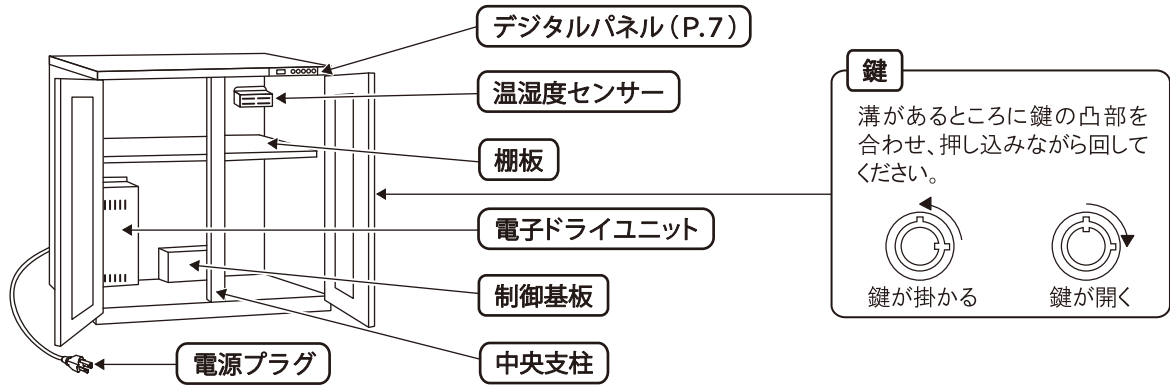 デジタルパネル（P.7）
温湿度センサー
棚板
電子ドライユニット
制御基板
中央支柱
電源プラグ
鍵
溝があるところに鍵の凸部を
合わせ、押し込みながら回して
ください。
鍵が掛かる
鍵が開く